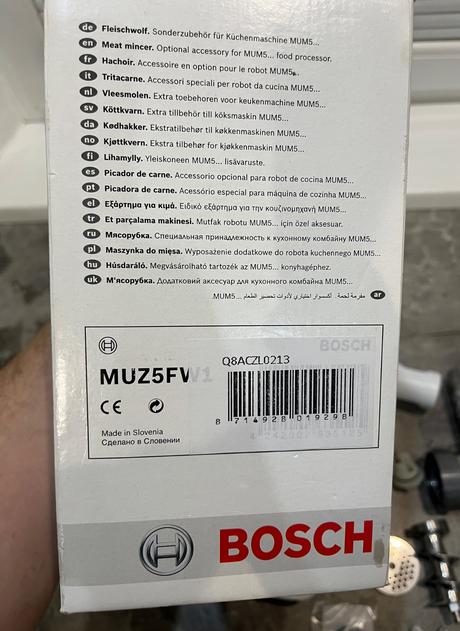 de Fleischwolf. Sonderzubehör für Küchenmaschine MUM5...
en Meat mincer. Optional accessory for MUM5... food processor.
fr Hachoir. Accessoire en option pour le robot MUM5...
it Tritacarne. Accessori speciali per robot da cucina MUM5...
nl Vleesmolen. Extra toebehoren voor keukenmachine MUM5...
sv Köttkvarn. Extra tillbehör till köksmaskin MUM5...
da Kødhakker. Ekstratilbehør til køkkenmaskinen MUM5...
no Kjøttkvern. Ekstra tilbehør for kjøkkenmaskin MUM5...
fi Lihamylly. Yleiskoneen MUM5... lisävaruste.
es Picador de carne. Accesorio opcional para robot de cocina MUM5...
pt Picadora de carne. Acessório especial para máquina de cozinha MUM5...
el Εξάρτημα για κιμά. Ειδικό εξάρτημα για την κουζινομηχανή MUM5...
tr Et parçalama makinesi. Mutfak robotu MUM5... için özel aksesuar.
ru Мясорубка. Специальная принадлежность к кухонному комбайну MUM5...
pl Maszynka do mięsa. Wyposażenie dodatkowe do robota kuchennego MUM5...
hu Húsdaráló. Megvásárolható tartozék az MUM5... konyhagéphez.
uk М'ясорубка. Додатковий аксесуар для кухонного комбайна MUM5...
مفرمة لحمة. أكسسوار اختياري لأدوات تحضير الطعام MUM5... ar
BOSCH
Q8ACZL0213
MUZ5FW1
CE
8 714928 019298
Made in Slovenia
Сделано в Словении
BOSCH